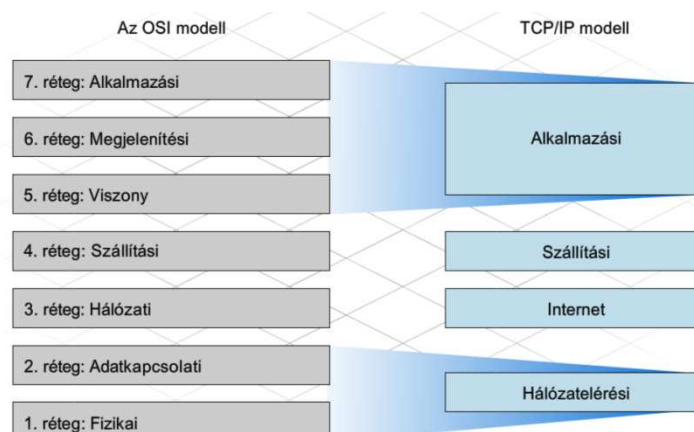 Az OSI modell
TCP/IP modell
7. réteg: Alkalmazási
6. réteg: Megjelenítési
5. réteg: Viszony
4. réteg: Szállítási
3. réteg: Hálózati
2. réteg: Adatkapcsolati
1. réteg: Fizikai
Alkalmazási
Szállítási
Internet
Hálózatelérési